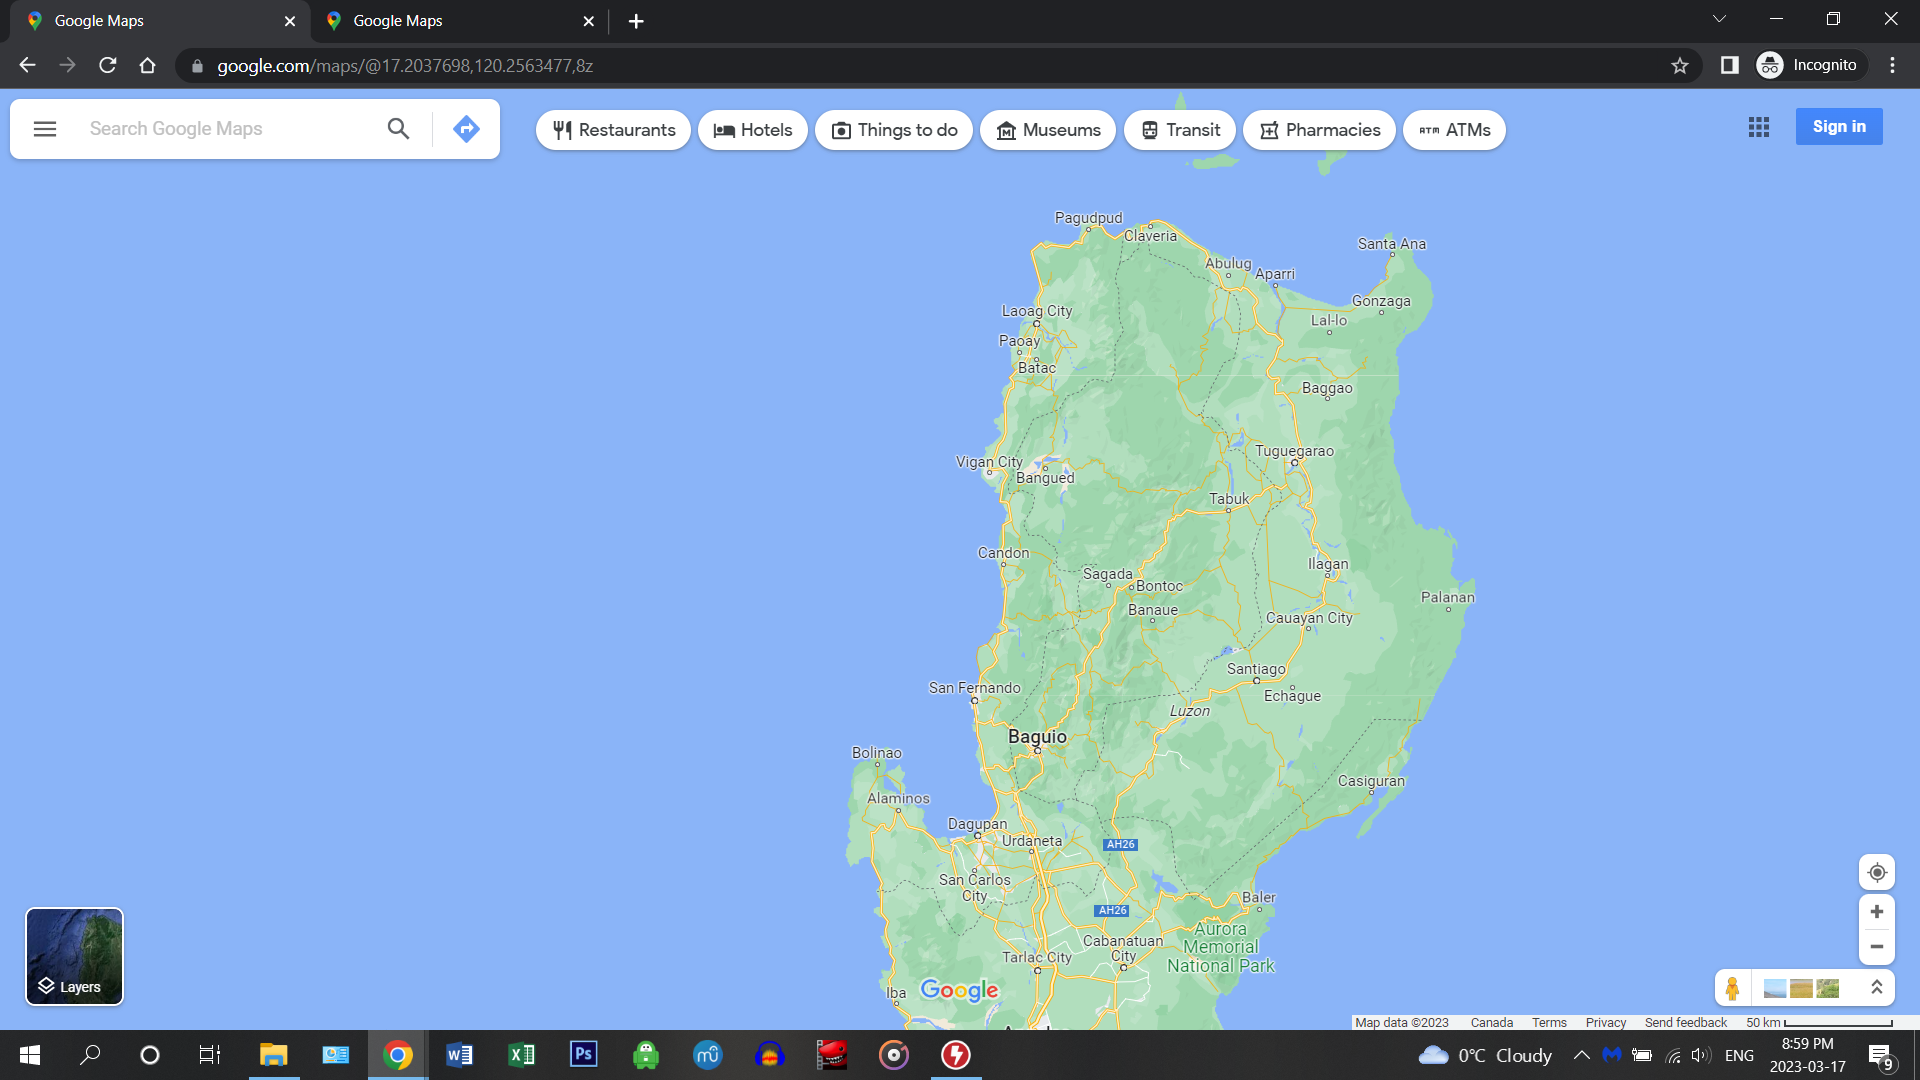 Google Maps
Google Maps
google.com/maps/@17.2037698,120.2563477,8z
Incognito
Search Google Maps
Restaurants
Hotels
Things to do
Museums
Transit
Pharmacies
ATM ATMs
Sign in
Pagudpud
Claveria
Santa Ana
Abulug
Aparri
Gonzaga
Laoag City
Lal-lo
Paoay
Batac
Baggao
Tuguegarao
Vigan City
Bangued
Tabuk
Candon
Ilagan
Sagada
Bontoc
Palanan
Banaue
Cauayan City
Santiago
San Fernando
Echague
Luzon
Baguio
Bolinao
Casiguran
Alaminos
Dagupan
Urdaneta
AH26
San Carlos
City
Baler
AH26
Aurora
Memorial
National Park
Cabanatuan
City
Tarlac City
Iba
Google
Layers
Map data ©2023 Canada Terms Privacy Send feedback 50 km
W
X
Ps
mu
0°C Cloudy
ENG
8:59 PM
2023-03-17
9